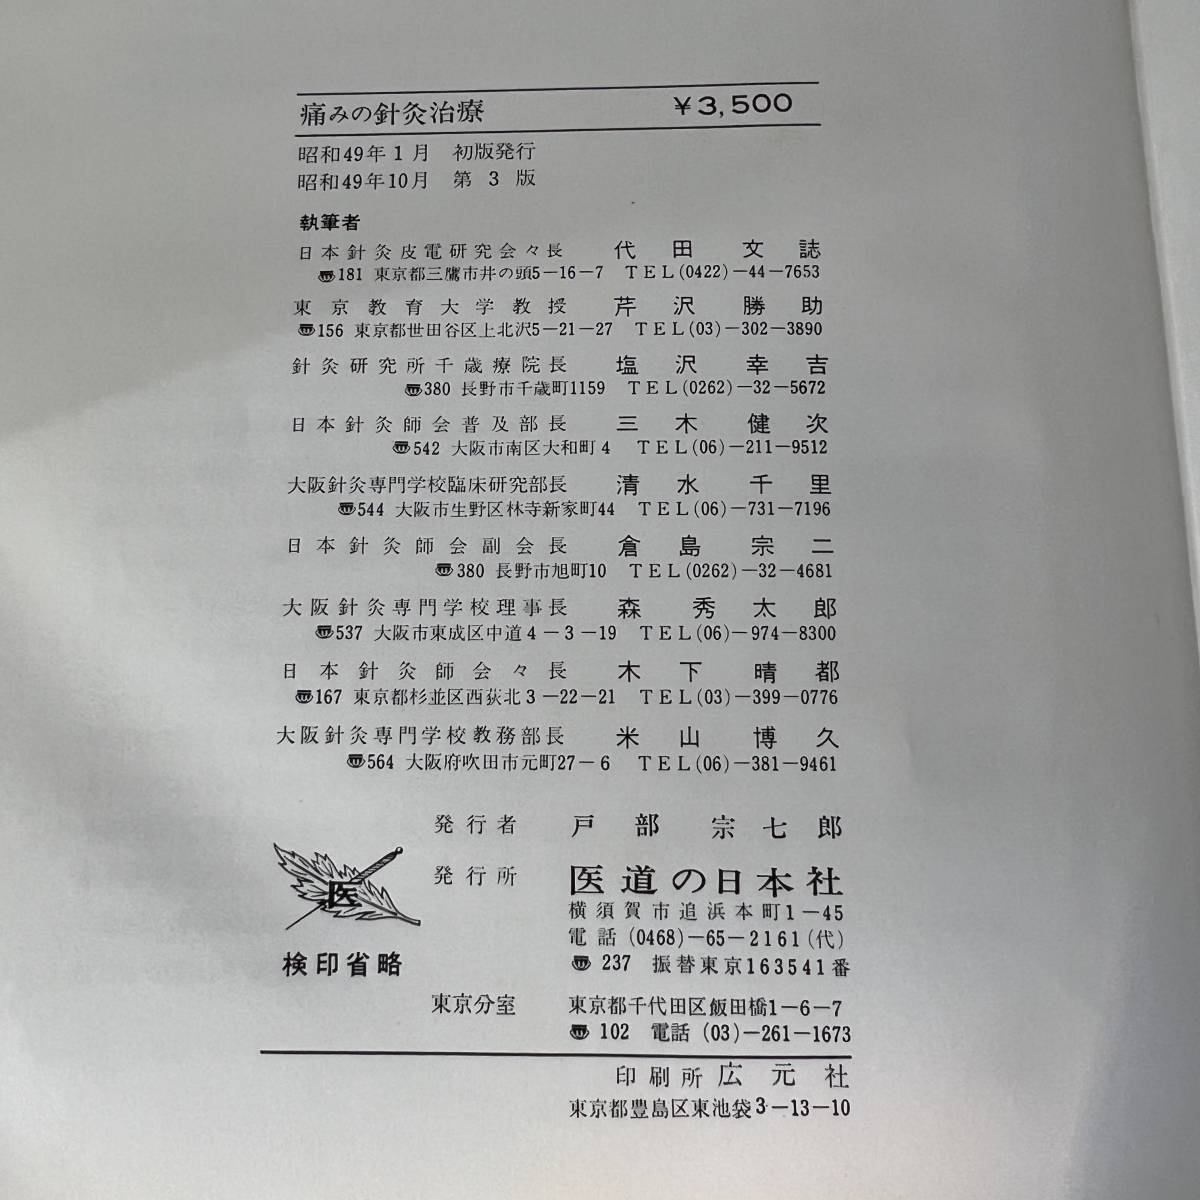 痛みの針灸治療 ¥3,500
昭和49年1月 初版発行
昭和49年10月 第3版
執筆者
日本針灸皮電研究会々長 代田文誌
〠181 東京都三鷹市井の頭5-16-7 TEL(0422)-44-7653
東京教育大学教授 芹沢勝助
〠156 東京都世田谷区上北沢5-21-27 TEL(03)-302-3890
針灸研究所千歳療院長 塩沢幸吉
〠380 長野市千歳町1159 TEL(0262)-32-5672
日本針灸師会普及部長 三木健次
〠542 大阪市南区大和町4 TEL(06)-211-9512
大阪針灸専門学校臨床研究部長 清水千里
〠544 大阪市生野区林寺新家町44 TEL(06)-731-7196
日本針灸師会副会長 倉島宗二
〠380 長野市旭町10 TEL(0262)-32-4681
大阪針灸専門学校理事長 森秀太郎
〠537 大阪市東成区中道4-3-19 TEL(06)-974-8300
日本針灸師会々長 木下晴都
〠167 東京都杉並区西荻北3-22-21 TEL(03)-399-0776
大阪針灸専門学校教務部長 米山博久
〠564 大阪府吹田市元町27-6 TEL(06)-381-9461
発行者 戸部宗七郎
発行所 医道の日本社
横須賀市追浜本町1-45
電話(0468)-65-2161(代)
〠237 振替東京163541番
医
検印省略
東京分室 東京都千代田区飯田橋1-6-7
〠102 電話(03)-261-1673
印刷所 広元社
東京都豊島区東池袋3-13-10